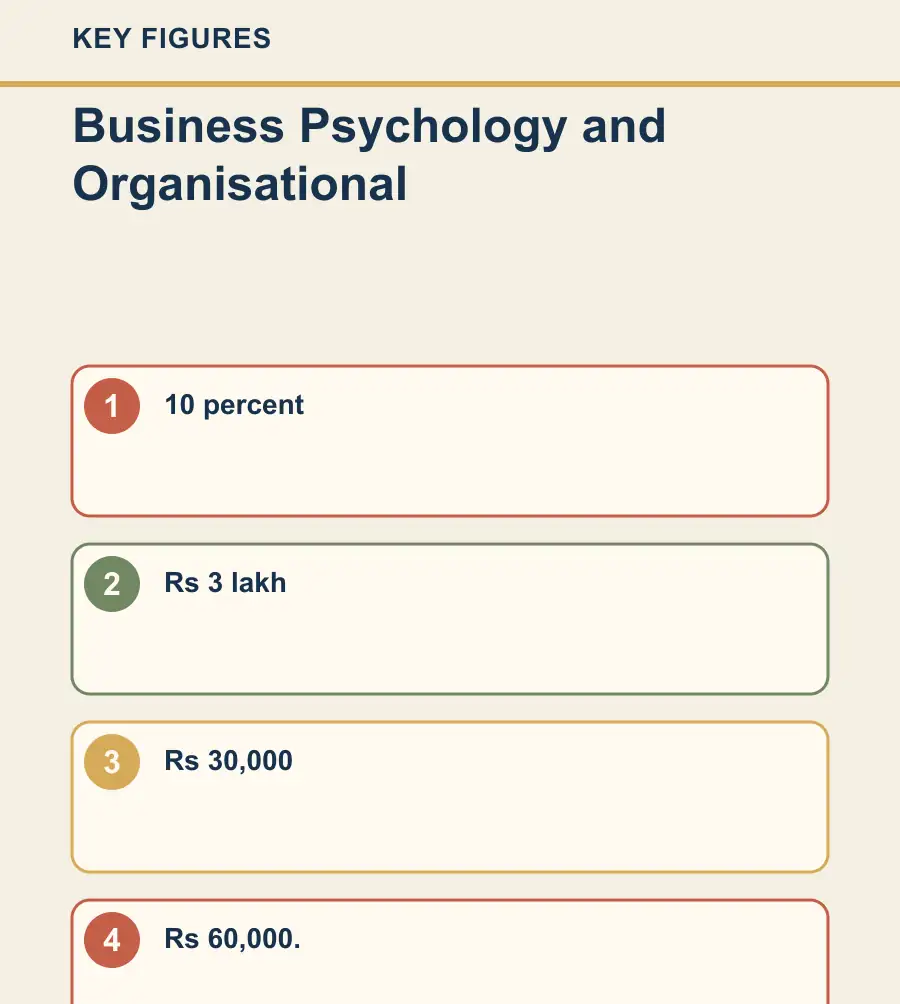 KEY FIGURES
Business Psychology and
Organisational
1 10 percent
2 Rs 3 lakh
3 Rs 30,000
4 Rs 60,000.